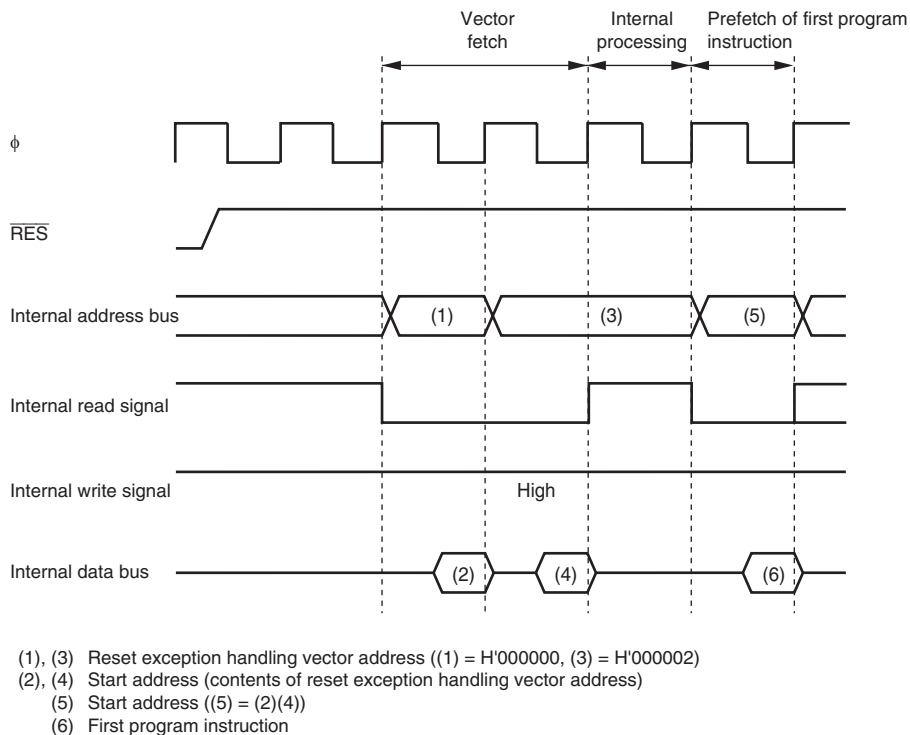 Vector fetch
Internal processing
Prefetch of first program instruction
ϕ
RES
Internal address bus
(1)
(3)
(5)
Internal read signal
Internal write signal
High
Internal data bus
(2)
(4)
(6)
(1), (3) Reset exception handling vector address ((1) = H'000000, (3) = H'000002)
(2), (4) Start address (contents of reset exception handling vector address)
(5) Start address ((5) = (2)(4))
(6) First program instruction